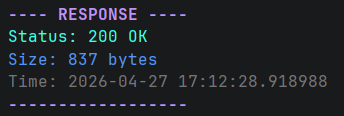 ---- RESPONSE ----
Status: 200 OK
Size: 837 bytes
Time: 2026-04-27 17:12:28.918988
------------------